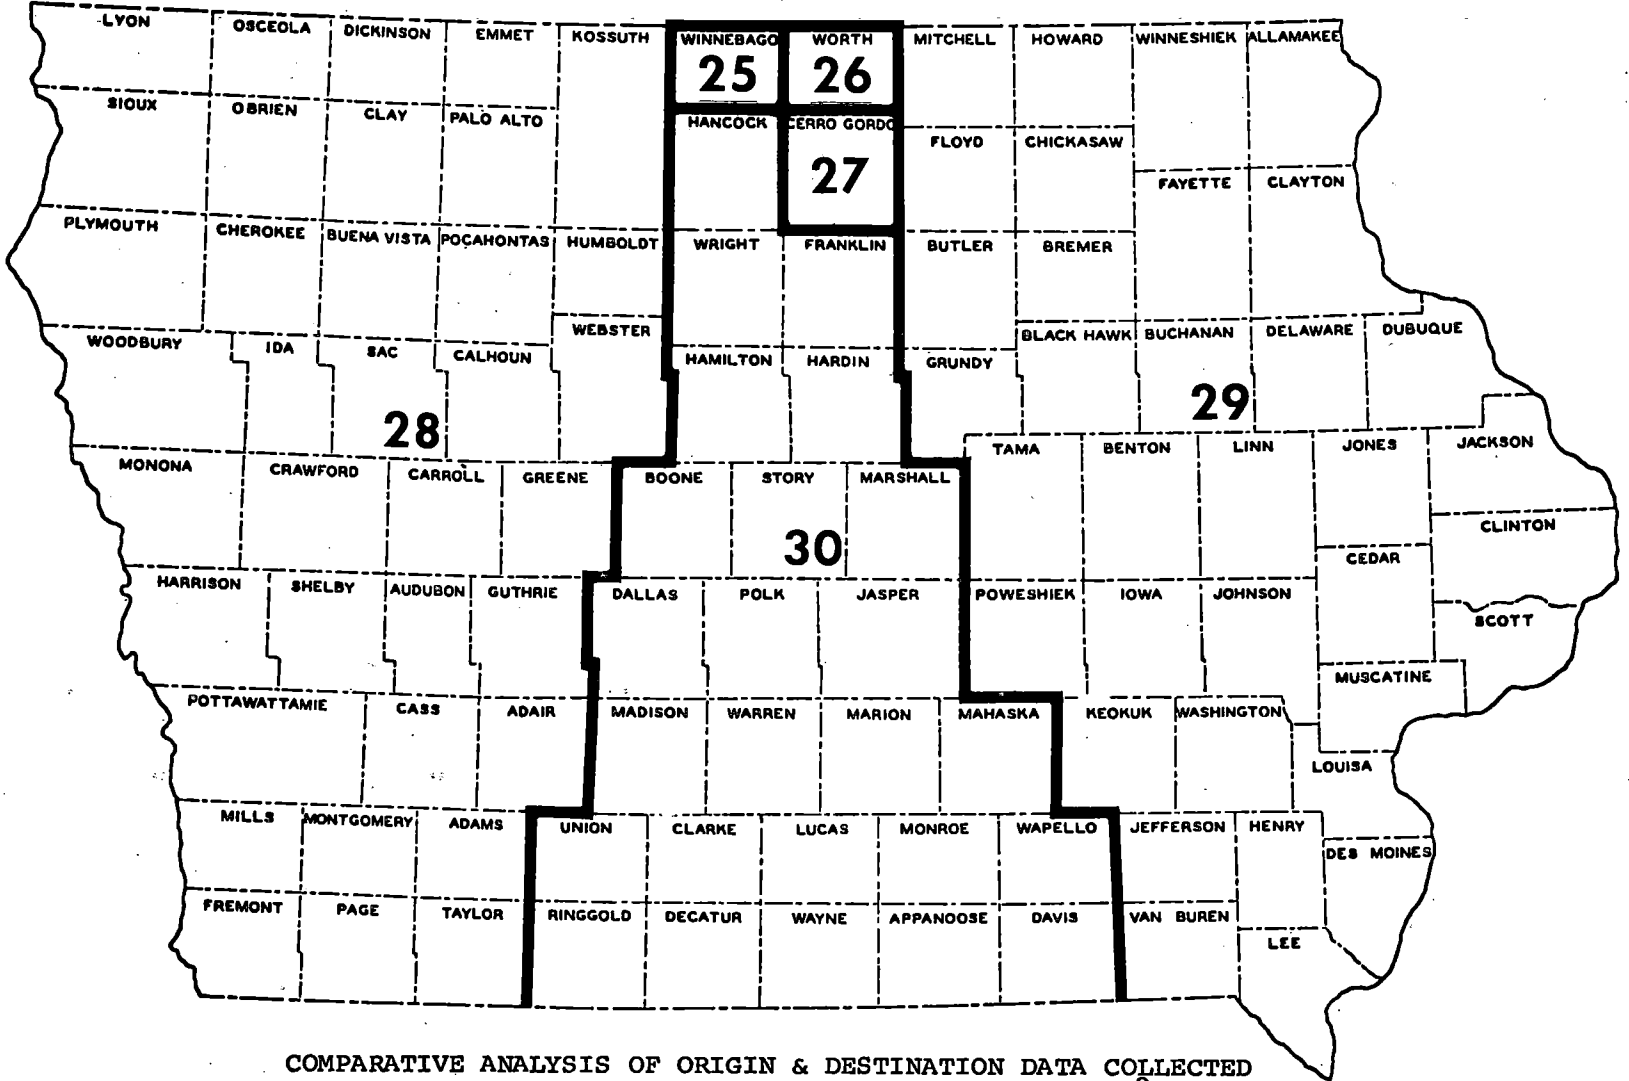 LYON OSCEOLA DICKINSON EMMET KOSSUTH WINNEBAGO WORTH MITCHELL HOWARD WINNESHIEK ALLAMAKEE
25 26
SIOUX OBRIEN CLAY PALO ALTO HANCOCK CERRO GORDO FLOYD CHICKASAW
27
FAYETTE CLAYTON
PLYMOUTH CHEROKEE BUENA VISTA POCAHONTAS HUMBOLDT WRIGHT FRANKLIN BUTLER BREMER
WOODBURY IDA SAC CALHOUN WEBSTER HAMILTON HARDIN GRUNDY BLACK HAWK BUCHANAN DELAWARE DUBUQUE
28 29
MONONA CRAWFORD CARROLL GREENE BOONE STORY MARSHALL TAMA BENTON LINN JONES JACKSON
CLINTON
30
CEDAR
HARRISON SHELBY AUDUBON GUTHRIE DALLAS POLK JASPER POWESHIEK IOWA JOHNSON SCOTT
MUSCATINE
POTTAWATTAMIE CASS ADAIR MADISON WARREN MARION MAHASKA KEOKUK WASHINGTON
LOUISA
MILLS MONTGOMERY ADAMS UNION CLARKE LUCAS MONROE WAPELLO JEFFERSON HENRY
DES MOINES
FREMONT PAGE TAYLOR RINGGOLD DECATUR WAYNE APPANOOSE DAVIS VAN BUREN
LEE
COMPARATIVE ANALYSIS OF ORIGIN & DESTINATION DATA COLLECTED